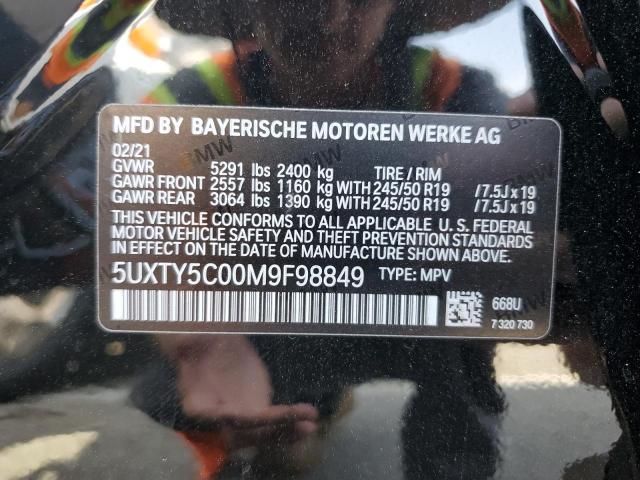 MFD BY BAYERISCHE MOTOREN WERKE AG
02/21
GVWR 5291 lbs 2400 kg TIRE / RIM
GAWR FRONT 2557 lbs 1160 kg WITH 245/50 R19 /7.5J x 19
GAWR REAR 3064 lbs 1390 kg WITH 245/50 R19 /7.5J x 19
THIS VEHICLE CONFORMS TO ALL APPLICABLE U. S. FEDERAL
MOTOR VEHICLE SAFETY AND THEFT PREVENTION STANDARDS
IN EFFECT ON THE DATE OF MANUFACTURE SHOWN ABOVE.
5UXTY5C00M9F98849 TYPE: MPV
668U
7 320 730